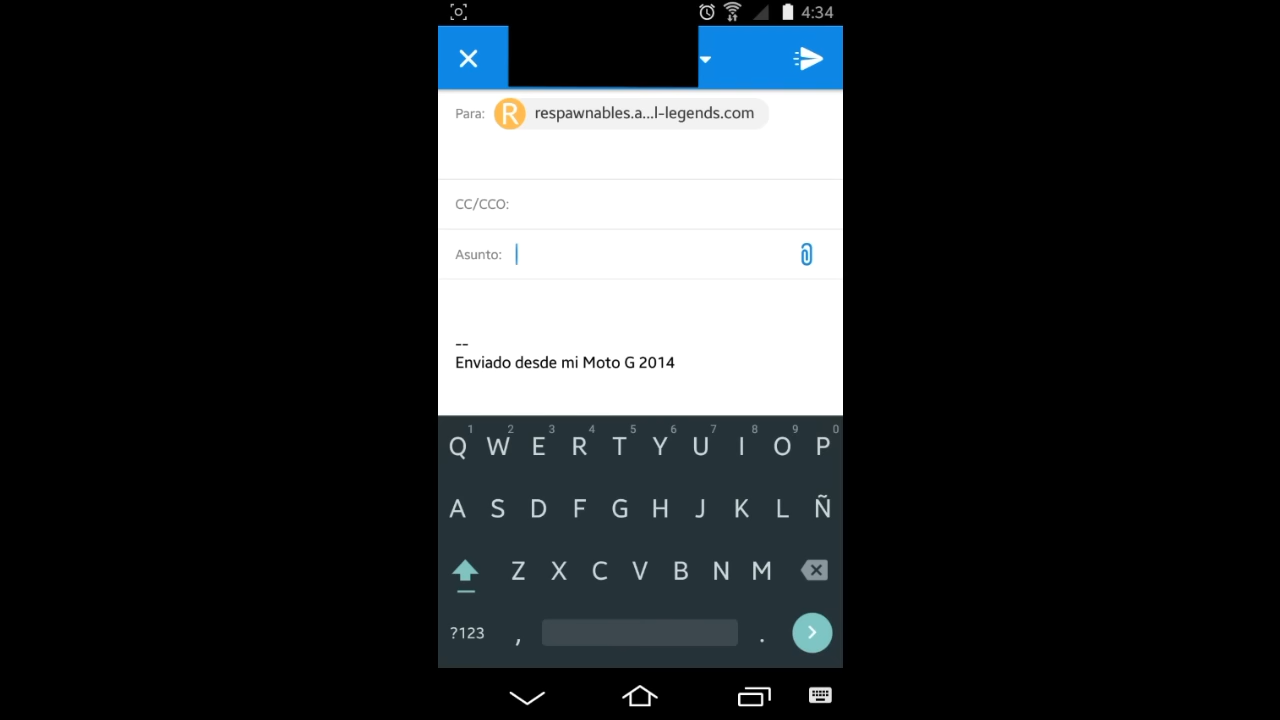 4:34
Para: R respawnables.a...l-legends.com
CC/CCO:
Asunto:
--
Enviado desde mi Moto G 2014
1 2 3 4 5 6 7 8 9 0
Q W E R T Y U I O P
A S D F G H J K L Ñ
Z X C V B N M
?123 , .